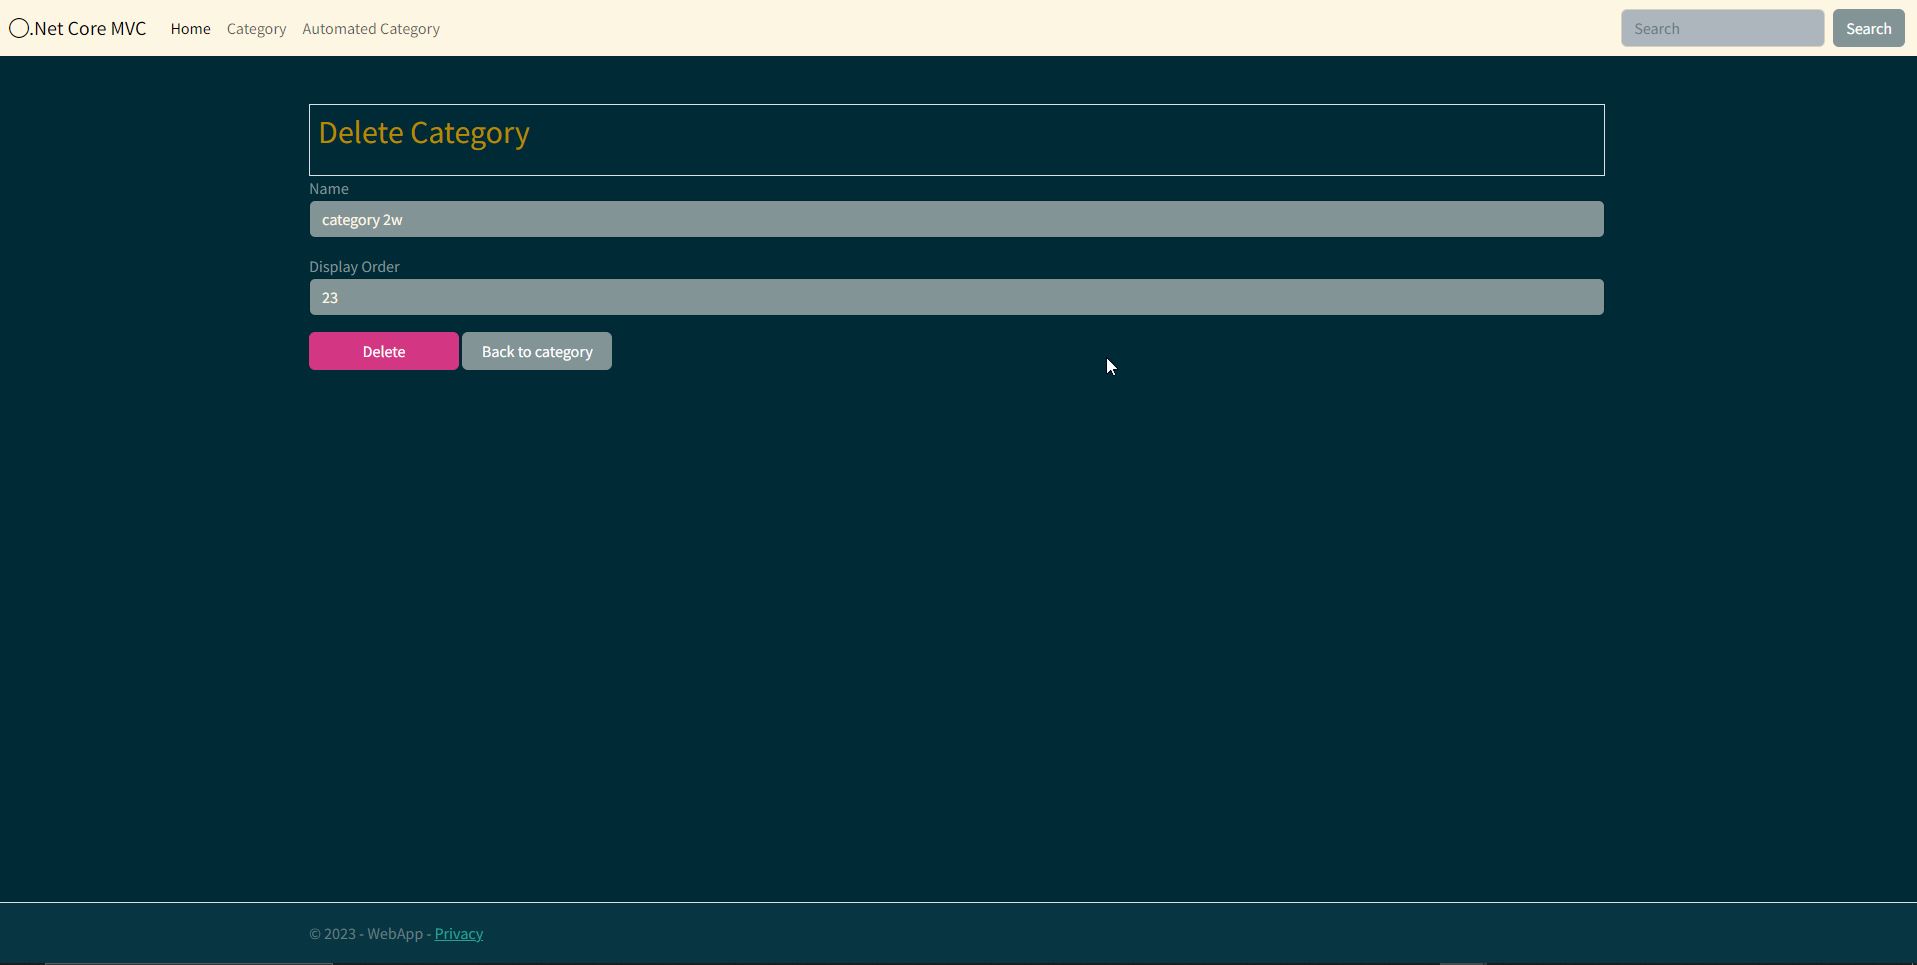 .Net Core MVC Home Category Automated Category Search Search
Delete Category
Name
category 2w
Display Order
23
Delete Back to category
© 2023 - WebApp - Privacy